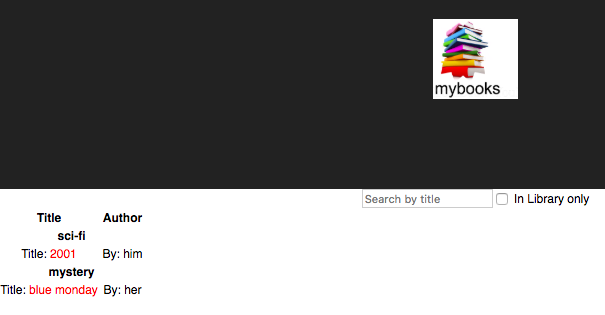 mybooks
Search by title In Library only
Title Author
sci-fi
Title: 2001 By: him
mystery
Title: blue monday By: her